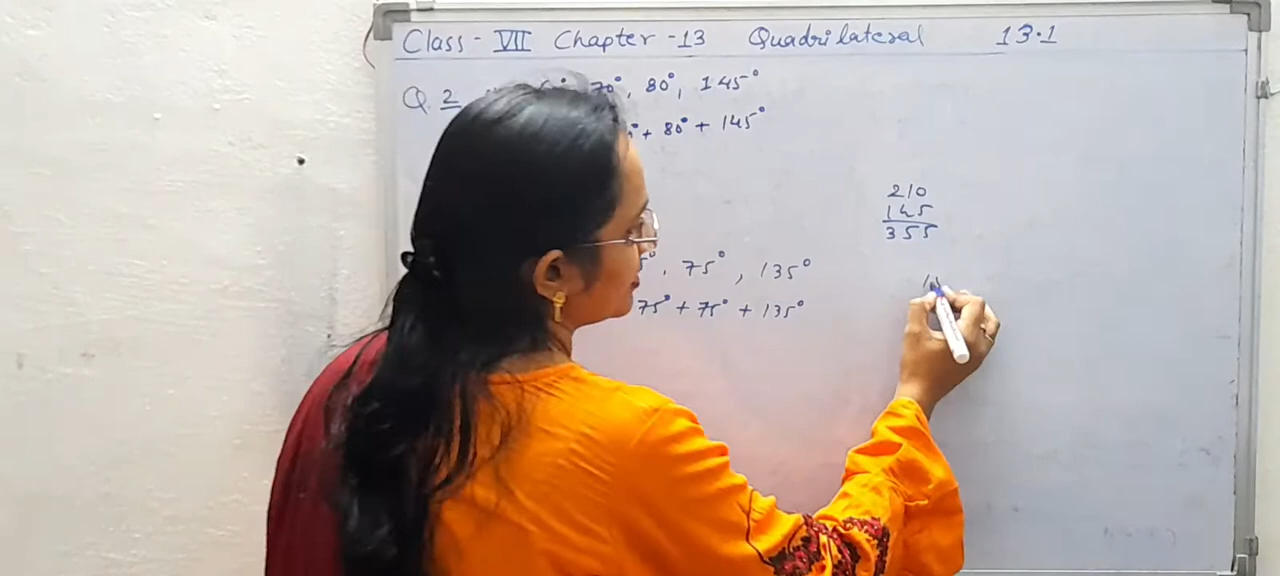 Class - VII Chapter - 13 Quadrilateral 13.1
Q. 2 70°, 80°, 145°
+ 80° + 145°
210
145
355
75°, 135°
75° + 75° + 135°